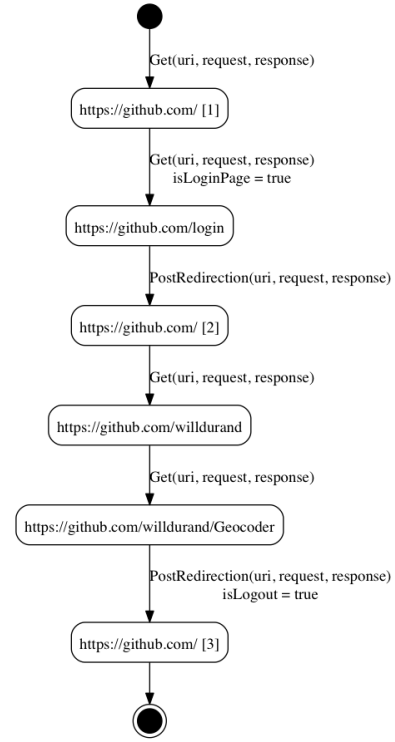 Get(uri, request, response)
https://github.com/ [1]
Get(uri, request, response)
isLoginPage = true
https://github.com/login
PostRedirection(uri, request, response)
https://github.com/ [2]
Get(uri, request, response)
https://github.com/willdurand
Get(uri, request, response)
https://github.com/willdurand/Geocoder
PostRedirection(uri, request, response)
isLogout = true
https://github.com/ [3]